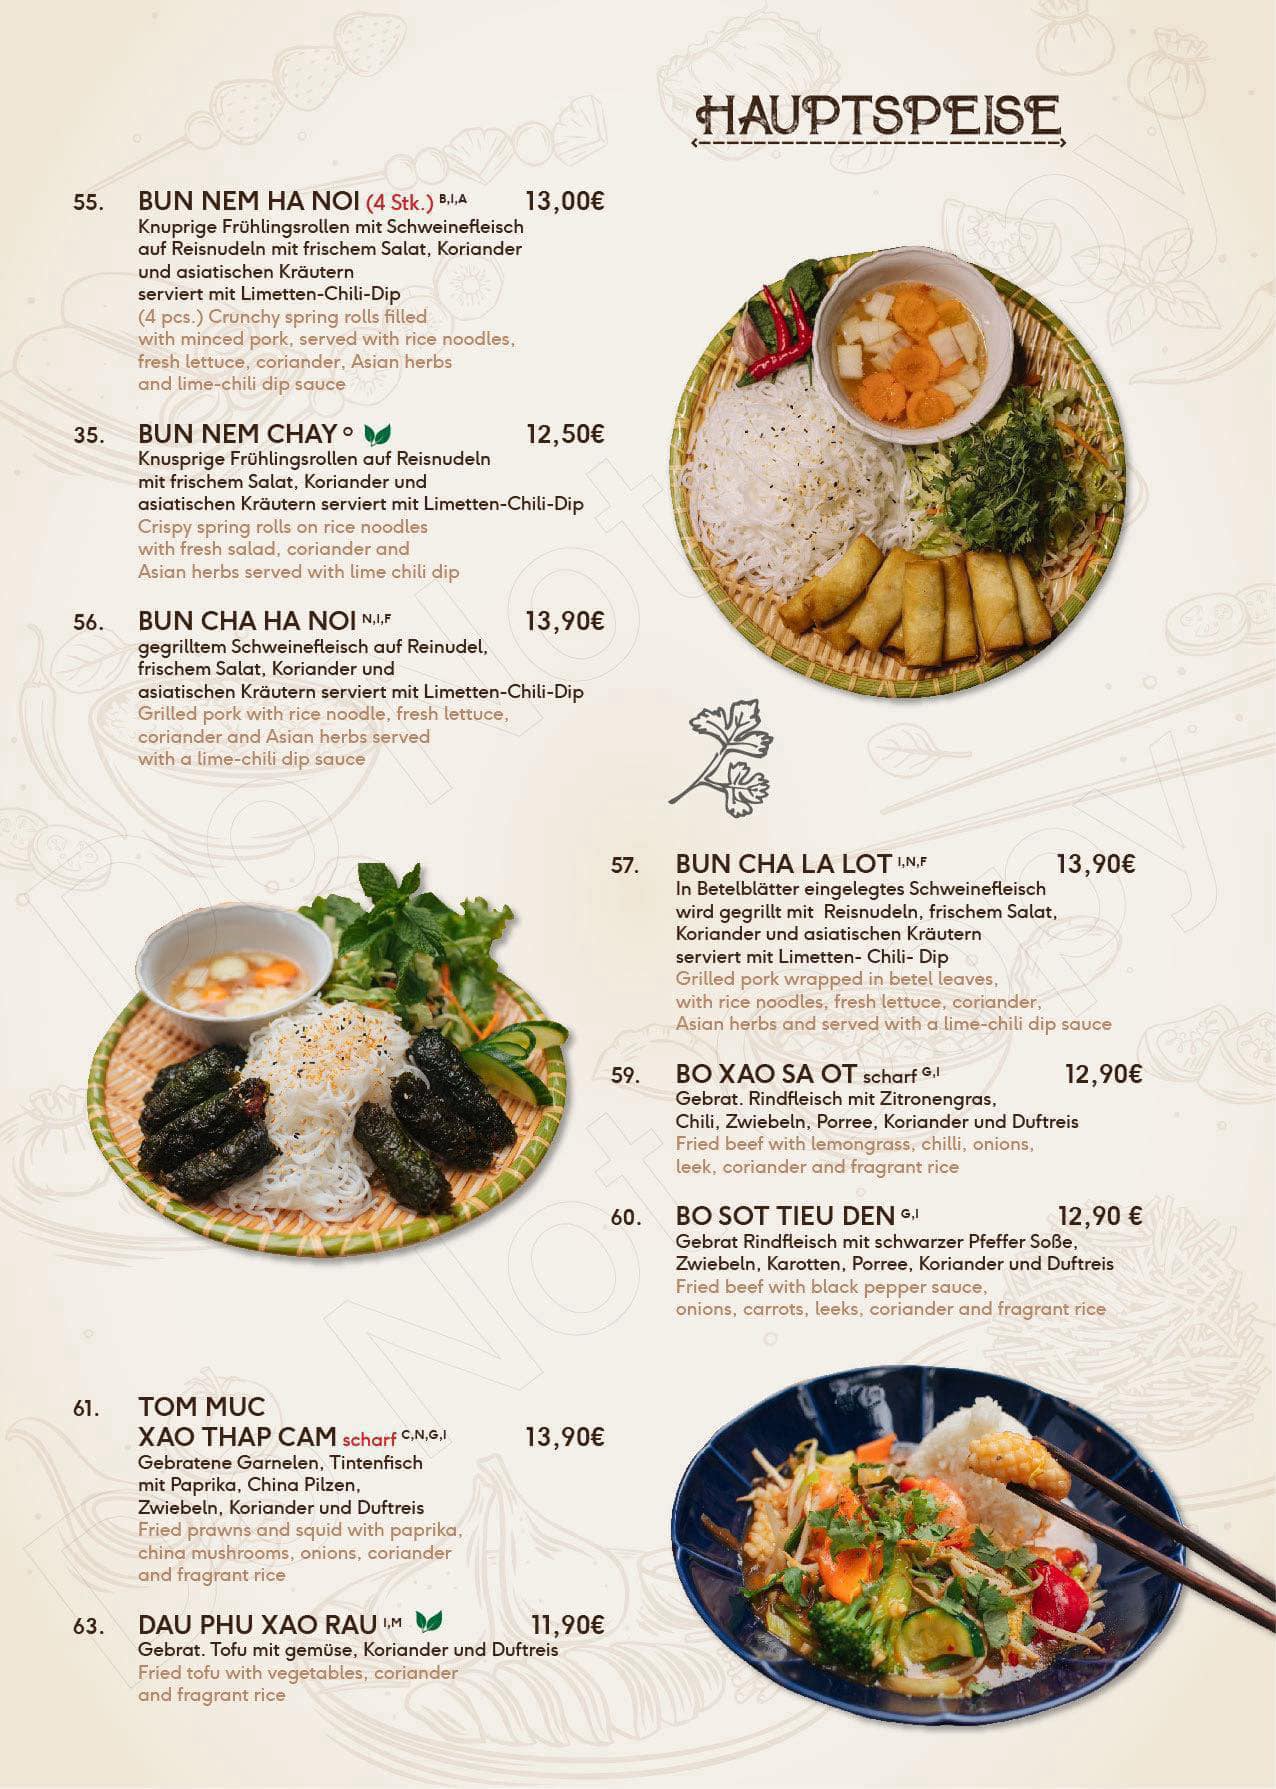 HAUPTSPEISE
55. BUN NEM HA NOI (4 Stk.) B,I,A 13,00€
Knuprige Frühlingsrollen mit Schweinefleisch
auf Reisnudeln mit frischem Salat, Koriander
und asiatischen Kräutern
serviert mit Limetten-Chili-Dip
(4 pcs.) Crunchy spring rolls filled
with minced pork, served with rice noodles,
fresh lettuce, coriander, Asian herbs
and lime-chili dip sauce
35. BUN NEM CHAY O 12,50€
Knusprige Frühlingsrollen auf Reisnudeln
mit frischem Salat, Koriander und
asiatischen Kräutern serviert mit Limetten-Chili-Dip
Crispy spring rolls on rice noodles
with fresh salad, coriander and
Asian herbs served with lime chili dip
56. BUN CHA HA NOI N,I,F 13,90€
gegrilltem Schweinefleisch auf Reinudel,
frischem Salat, Koriander und
asiatischen Kräutern serviert mit Limetten-Chili-Dip
Grilled pork with rice noodle, fresh lettuce,
coriander and Asian herbs served
with a lime-chili dip sauce
57. BUN CHA LA LOT I,N,F 13,90€
In Betelblätter eingelegtes Schweinefleisch
wird gegrillt mit Reisnudeln, frischem Salat,
Koriander und asiatischen Kräutern
serviert mit Limetten- Chili- Dip
Grilled pork wrapped in betel leaves,
with rice noodles, fresh lettuce, coriander,
Asian herbs and served with a lime-chili dip sauce
59. BO XAO SA OT scharf G,I 12,90€
Gebrat. Rindfleisch mit Zitronengras,
Chili, Zwiebeln, Porree, Koriander und Duftreis
Fried beef with lemongrass, chilli, onions,
leek, coriander and fragrant rice
60. BO SOT TIEU DEN G,I 12,90 €
Gebrat Rindfleisch mit schwarzer Pfeffer Soße,
Zwiebeln, Karotten, Porree, Koriander und Duftreis
Fried beef with black pepper sauce,
onions, carrots, leeks, coriander and fragrant rice
61. TOM MUC
XAO THAP CAM scharf C,N,G,I 13,90€
Gebratene Garnelen, Tintenfisch
mit Paprika, China Pilzen,
Zwiebeln, Koriander und Duftreis
Fried prawns and squid with paprika,
china mushrooms, onions, coriander
and fragrant rice
63. DAU PHU XAO RAU I,M 11,90€
Gebrat. Tofu mit gemüse, Koriander und Duftreis
Fried tofu with vegetables, coriander
and fragrant rice
Do Not Copy
Do Not Copy